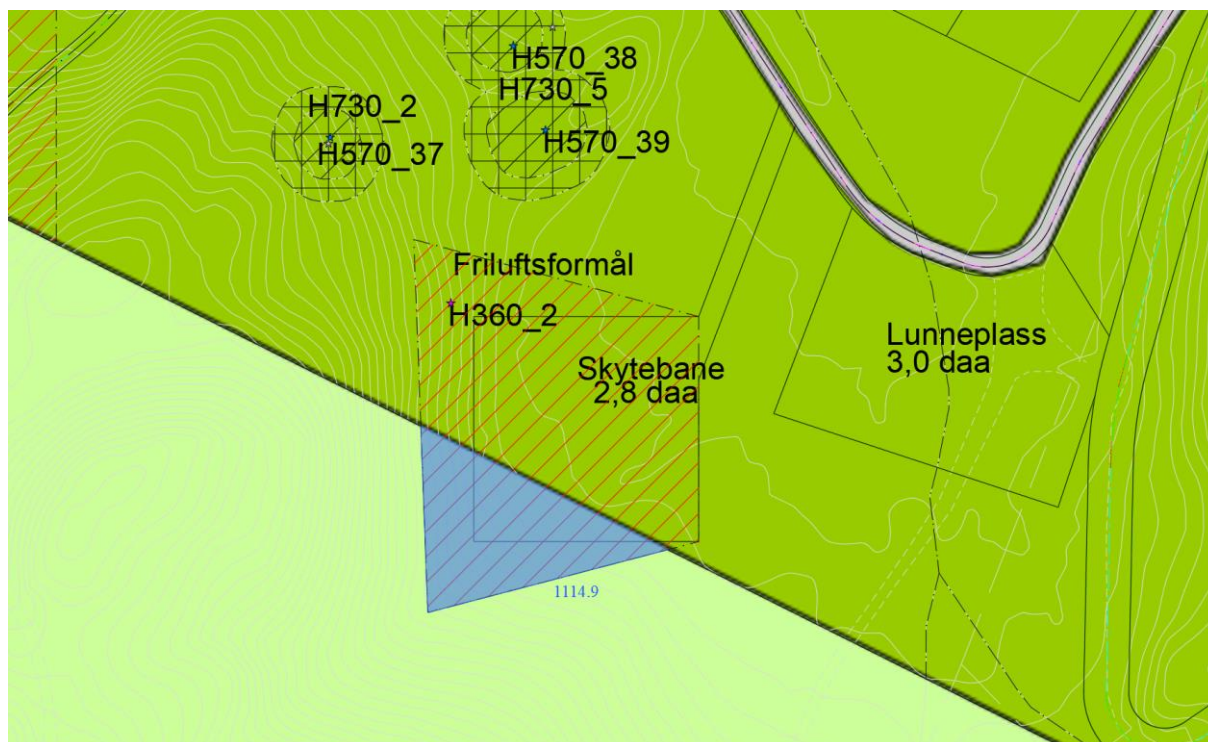 H570_38
H730_5
H730_2
H570_39
H570_37
Friluftsformål
H360_2
Lunneplass
3,0 daa
Skytebane
2,8 daa
1114.9